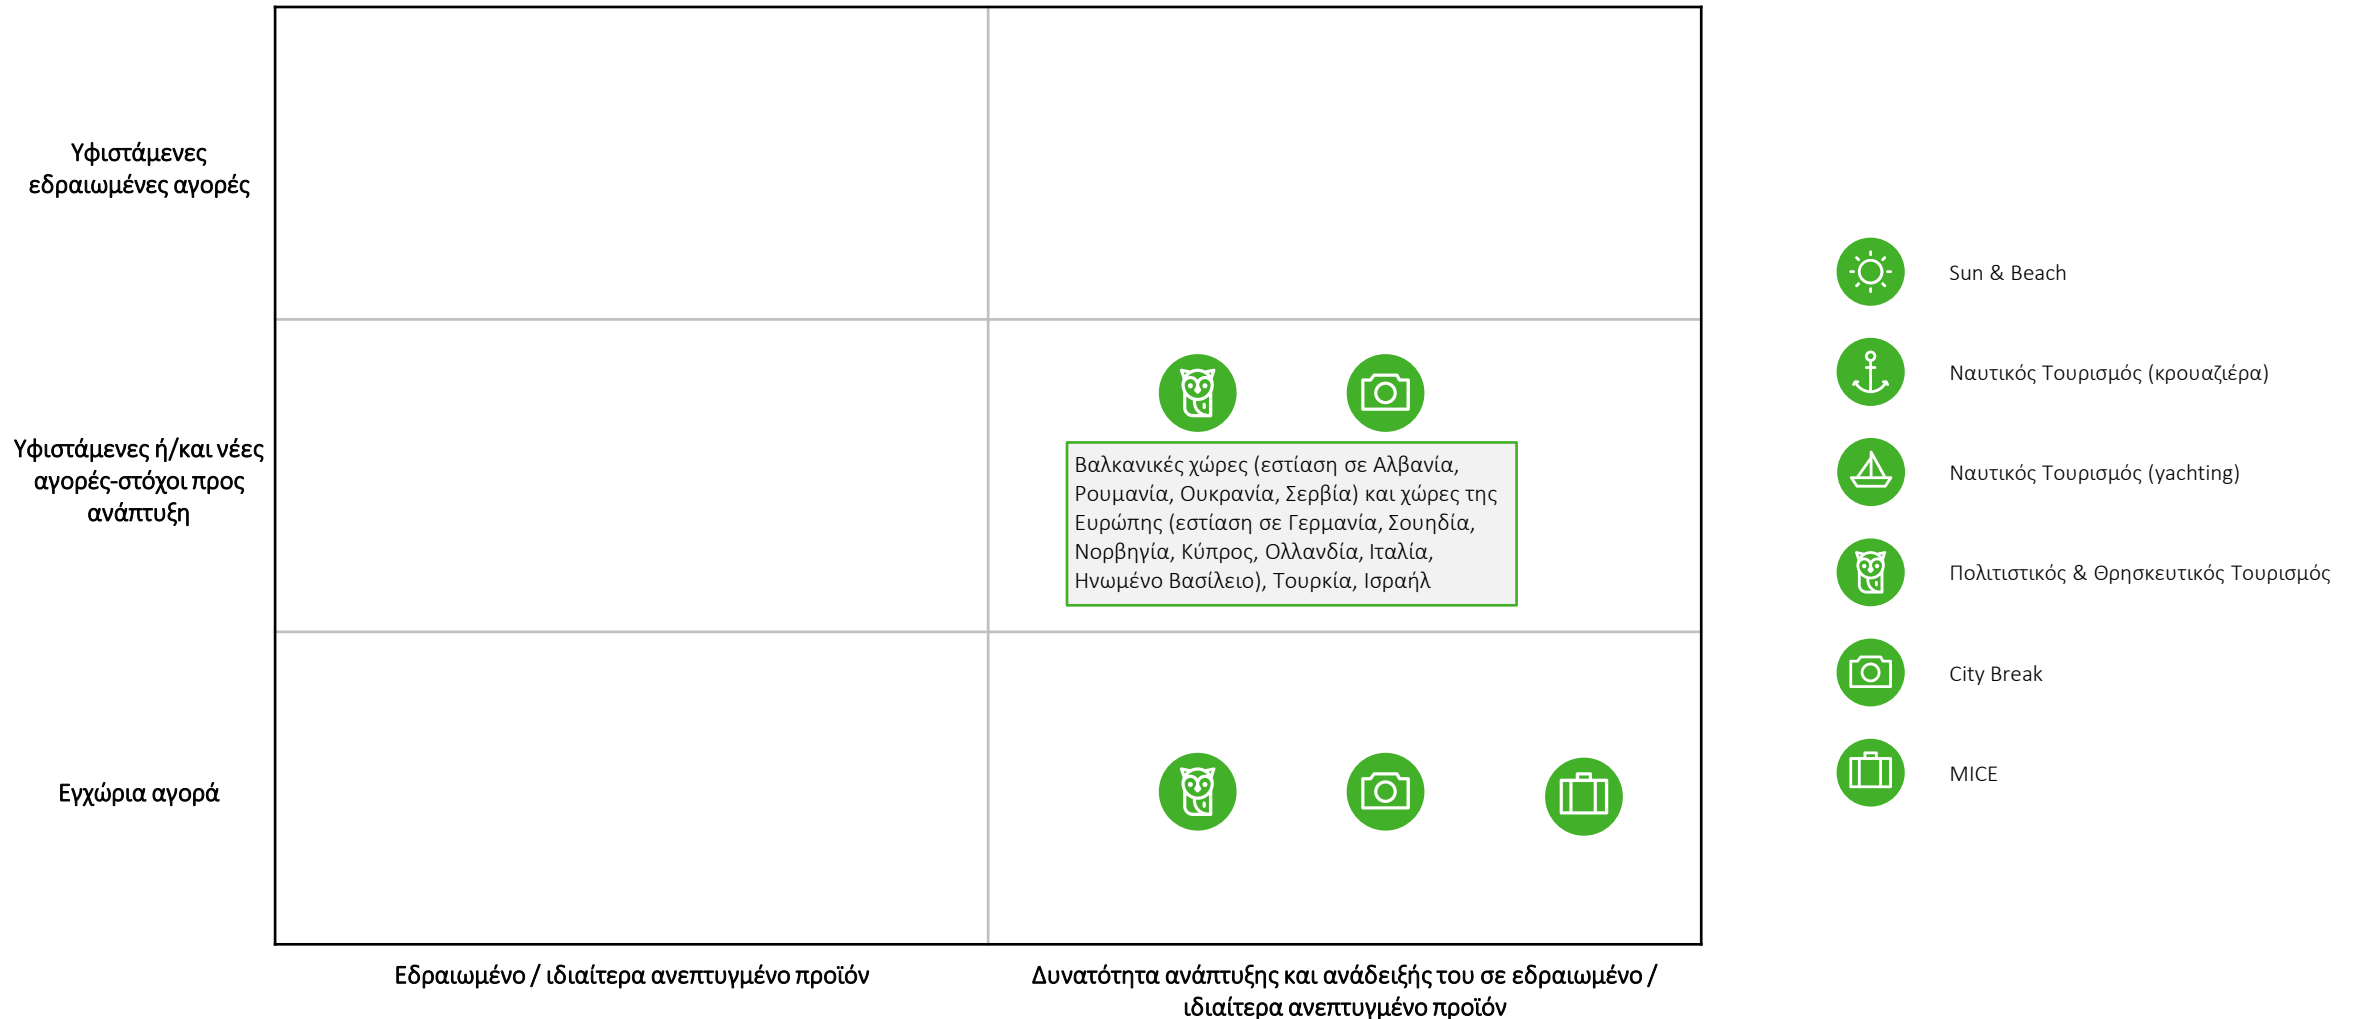 Υφιστάμενες
εδραιωμένες αγορές
Υφιστάμενες ή/και νέες
αγορές-στόχοι προς
ανάπτυξη
Βαλκανικές χώρες (εστίαση σε Αλβανία,
Ρουμανία, Ουκρανία, Σερβία) και χώρες της
Ευρώπης (εστίαση σε Γερμανία, Σουηδία,
Νορβηγία, Κύπρος, Ολλανδία, Ιταλία,
Ηνωμένο Βασίλειο), Τουρκία, Ισραήλ
Εγχώρια αγορά
Εδραιωμένο / ιδιαίτερα ανεπτυγμένο προϊόν
Δυνατότητα ανάπτυξης και ανάδειξής του σε εδραιωμένο /
ιδιαίτερα ανεπτυγμένο προϊόν
Sun & Beach
Ναυτικός Τουρισμός (κρουαζιέρα)
Ναυτικός Τουρισμός (yachting)
Πολιτιστικός & Θρησκευτικός Τουρισμός
City Break
MICE